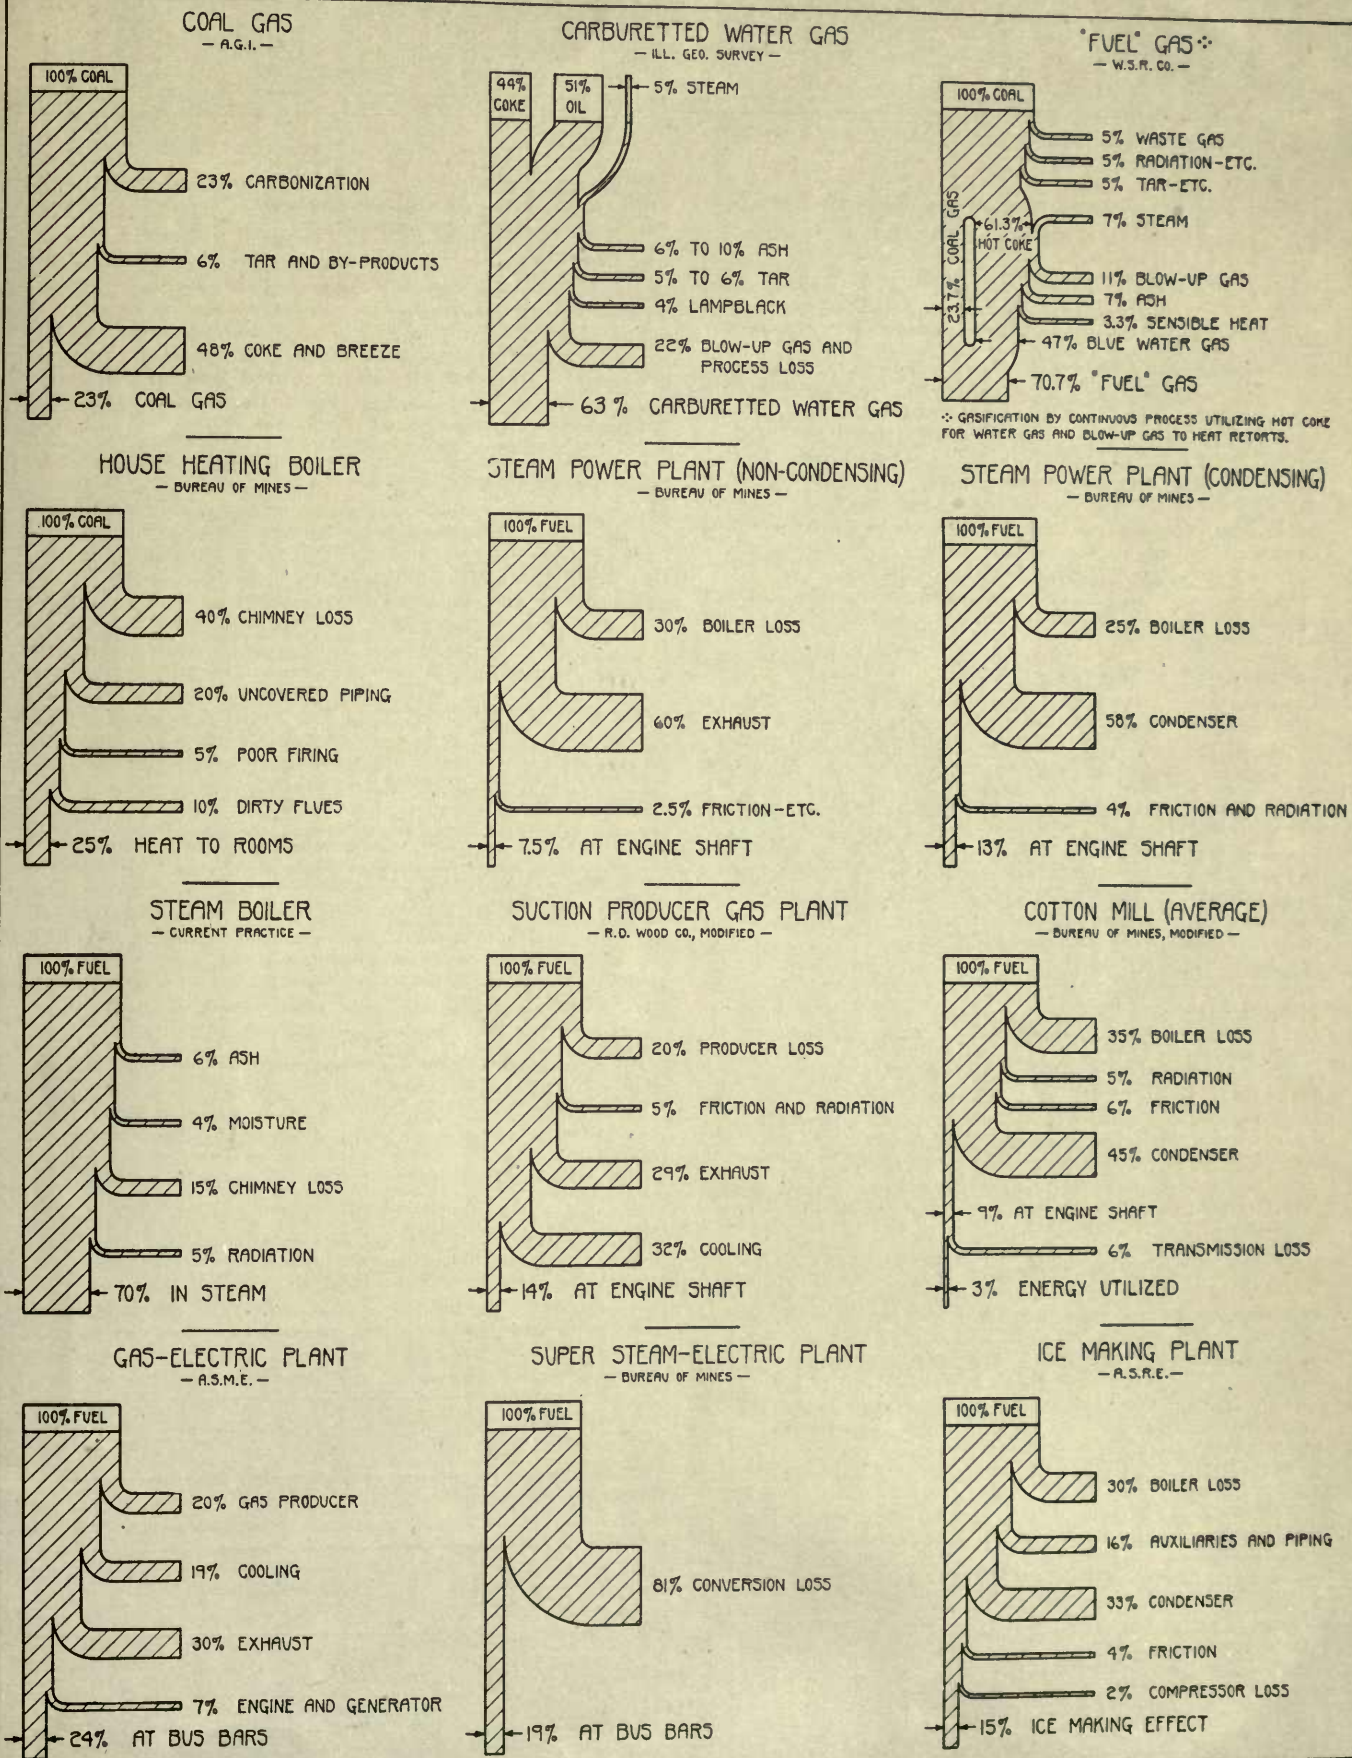 COAL GAS
— A.G.I. —
100% COAL
23% CARBONIZATION
6% TAR AND BY-PRODUCTS
48% COKE AND BREEZE
23% COAL GAS
CARBURETTED WATER GAS
— ILL. GEO. SURVEY —
44% COKE
51% OIL
5% STEAM
6% TO 10% ASH
5% TO 6% TAR
4% LAMPBLACK
22% BLOW-UP GAS AND
PROCESS LOSS
63% CARBURETTED WATER GAS
"FUEL" GAS ⁘
— W.S.R. CO. —
100% COAL
5% WASTE GAS
5% RADIATION-ETC.
5% TAR-ETC.
7% STEAM
61.3%
HOT COKE
23.7% COAL GAS
11% BLOW-UP GAS
7% ASH
3.3% SENSIBLE HEAT
47% BLUE WATER GAS
70.7% "FUEL" GAS
⁘ GASIFICATION BY CONTINUOUS PROCESS UTILIZING HOT COKE
FOR WATER GAS AND BLOW-UP GAS TO HEAT RETORTS.
HOUSE HEATING BOILER
— BUREAU OF MINES —
100% COAL
40% CHIMNEY LOSS
20% UNCOVERED PIPING
5% POOR FIRING
10% DIRTY FLUES
25% HEAT TO ROOMS
STEAM POWER PLANT (NON-CONDENSING)
— BUREAU OF MINES —
100% FUEL
30% BOILER LOSS
60% EXHAUST
2.5% FRICTION-ETC.
7.5% AT ENGINE SHAFT
STEAM POWER PLANT (CONDENSING)
— BUREAU OF MINES —
100% FUEL
25% BOILER LOSS
58% CONDENSER
4% FRICTION AND RADIATION
13% AT ENGINE SHAFT
STEAM BOILER
— CURRENT PRACTICE —
100% FUEL
6% ASH
4% MOISTURE
15% CHIMNEY LOSS
5% RADIATION
70% IN STEAM
SUCTION PRODUCER GAS PLANT
— R.D. WOOD CO., MODIFIED —
100% FUEL
20% PRODUCER LOSS
5% FRICTION AND RADIATION
29% EXHAUST
32% COOLING
14% AT ENGINE SHAFT
COTTON MILL (AVERAGE)
— BUREAU OF MINES, MODIFIED —
100% FUEL
35% BOILER LOSS
5% RADIATION
6% FRICTION
45% CONDENSER
9% AT ENGINE SHAFT
6% TRANSMISSION LOSS
3% ENERGY UTILIZED
GAS-ELECTRIC PLANT
— A.S.M.E. —
100% FUEL
20% GAS PRODUCER
19% COOLING
30% EXHAUST
7% ENGINE AND GENERATOR
24% AT BUS BARS
SUPER STEAM-ELECTRIC PLANT
— BUREAU OF MINES —
100% FUEL
81% CONVERSION LOSS
19% AT BUS BARS
ICE MAKING PLANT
— A.S.R.E. —
100% FUEL
30% BOILER LOSS
16% AUXILIARIES AND PIPING
33% CONDENSER
4% FRICTION
2% COMPRESSOR LOSS
15% ICE MAKING EFFECT